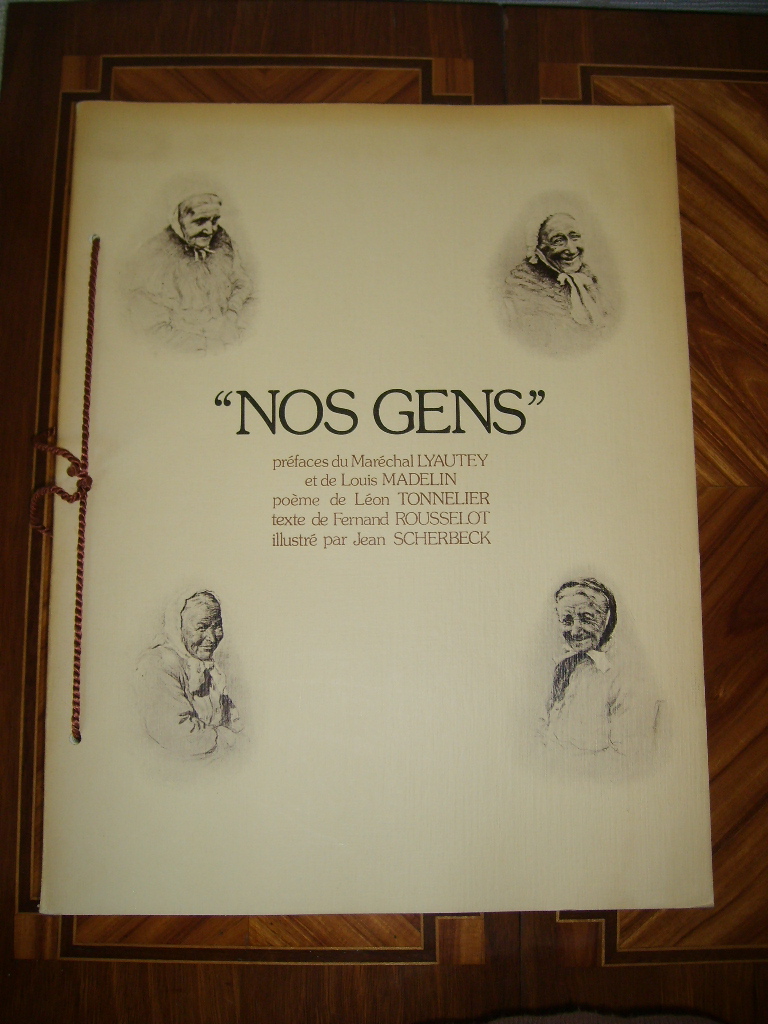 “NOS GENS”
préfaces du Maréchal LYAUTEY
et de Louis MADELIN
poème de Léon TONNELIER
texte de Fernand ROUSSELOT
illustré par Jean SCHERBECK